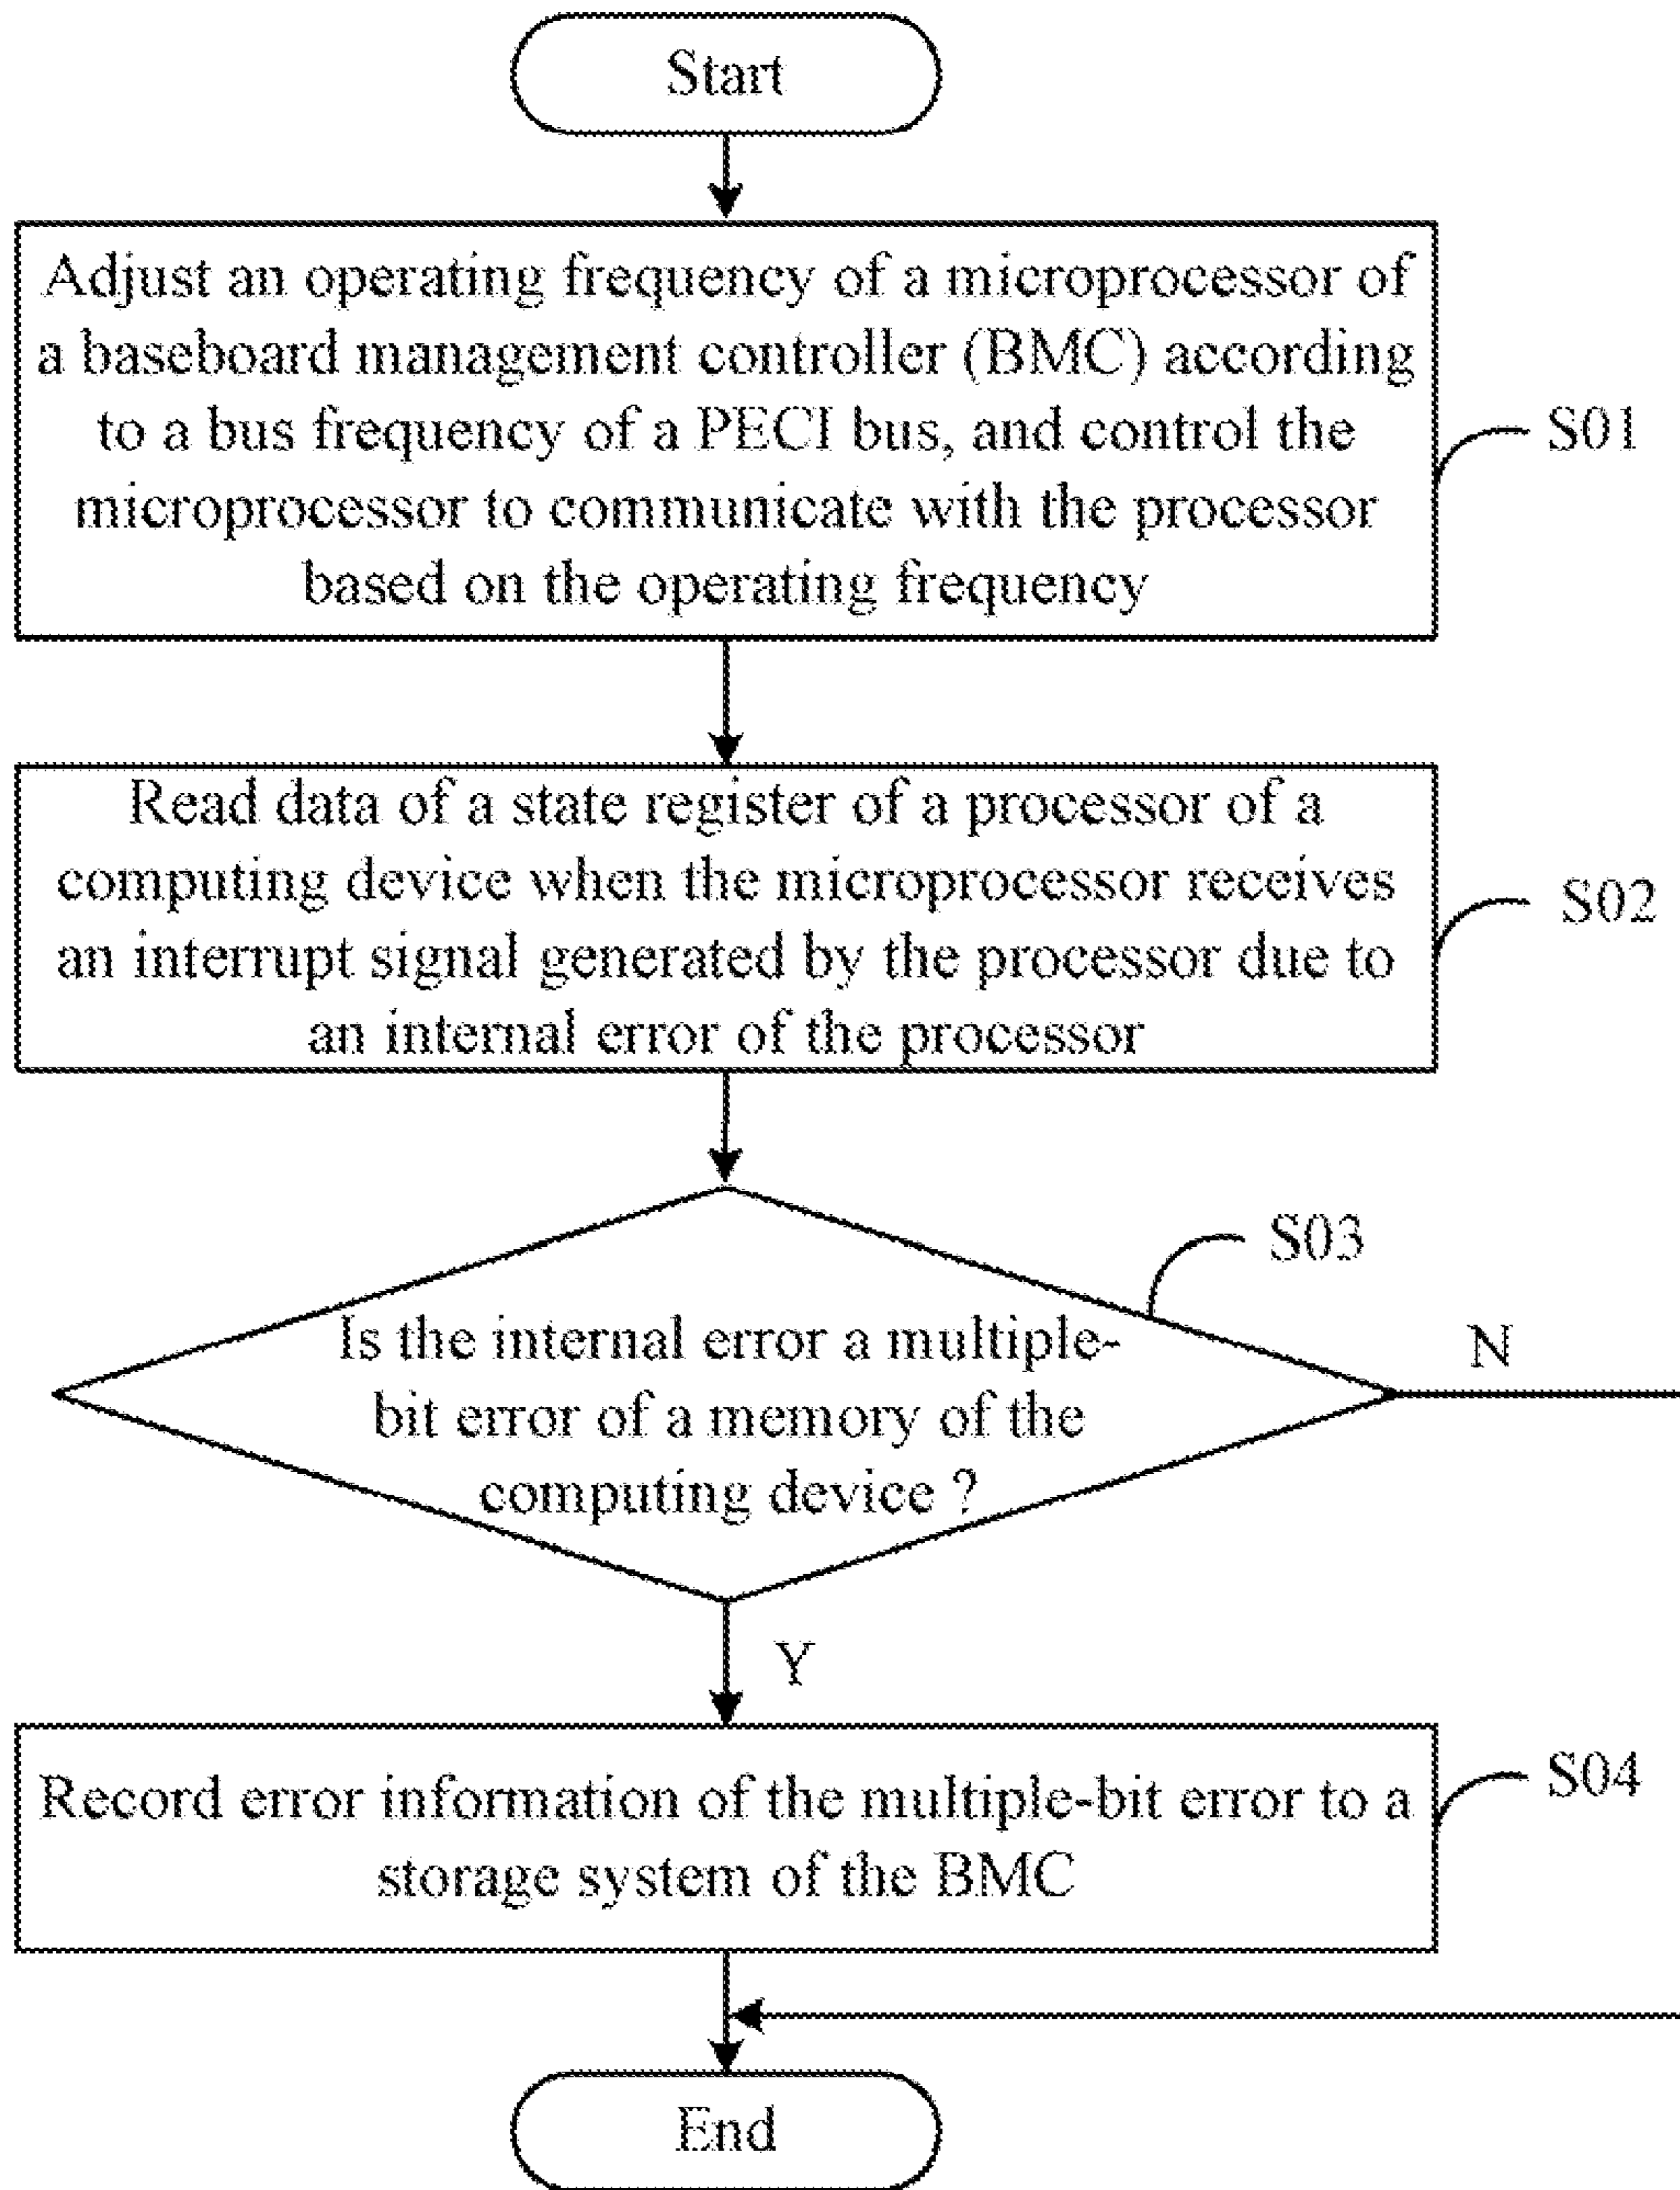 Start
Adjust an operating frequency of a microprocessor of
a baseboard management controller (BMC) according
to a bus frequency of a PECI bus, and control the
microprocessor to communicate with the processor
based on the operating frequency
S01
Read data of a state register of a processor of a
computing device when the microprocessor receives
an interrupt signal generated by the processor due to
an internal error of the processor
S02
S03
Is the internal error a multiple-
bit error of a memory of the
computing device ?
N
Y
Record error information of the multiple-bit error to a
storage system of the BMC
S04
End